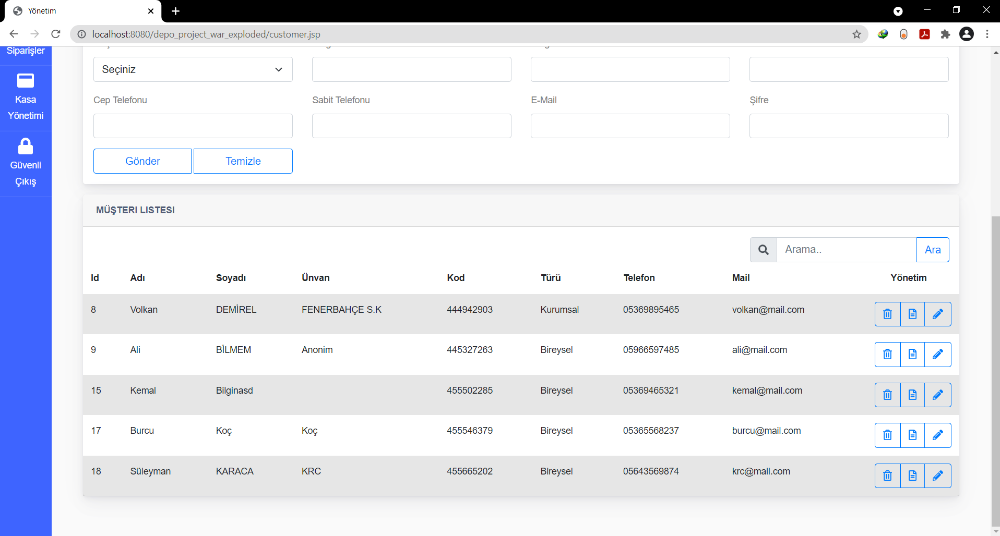 Yönetim
localhost:8080/depo_project_war_exploded/customer.jsp
Siparişler
Kasa
Yönetimi
Güvenli
Çıkış
Seçiniz
Cep Telefonu Sabit Telefonu E-Mail Şifre
Gönder Temizle
MÜŞTERI LISTESI
Arama.. Ara
Id Adı Soyadı Ünvan Kod Türü Telefon Mail Yönetim
8 Volkan DEMİREL FENERBAHÇE S.K 444942903 Kurumsal 05369895465 volkan@mail.com
9 Ali BİLMEM Anonim 445327263 Bireysel 05966597485 ali@mail.com
15 Kemal Bilginasd 455502285 Bireysel 05369465321 kemal@mail.com
17 Burcu Koç Koç 455546379 Bireysel 05365568237 burcu@mail.com
18 Süleyman KARACA KRC 455665202 Bireysel 05643569874 krc@mail.com